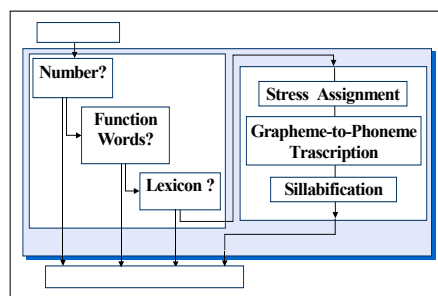 Number?
Function
Words?
Lexicon ?
Stress Assignment
Grapheme-to-Phoneme
Trascription
Sillabification